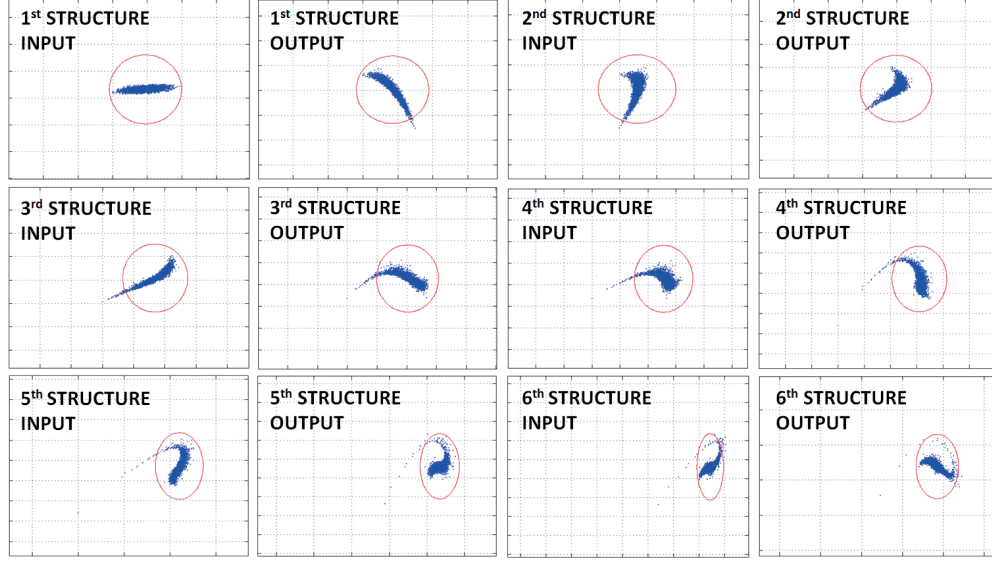 1st STRUCTURE
INPUT
1st STRUCTURE
OUTPUT
2nd STRUCTURE
INPUT
2nd STRUCTURE
OUTPUT
3rd STRUCTURE
INPUT
3rd STRUCTURE
OUTPUT
4th STRUCTURE
INPUT
4th STRUCTURE
OUTPUT
5th STRUCTURE
INPUT
5th STRUCTURE
OUTPUT
6th STRUCTURE
INPUT
6th STRUCTURE
OUTPUT